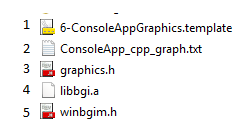 1 6-ConsoleAppGraphics.template
2 ConsoleApp_cpp_graph.txt
3 graphics.h
4 libbgi.a
5 winbgim.h